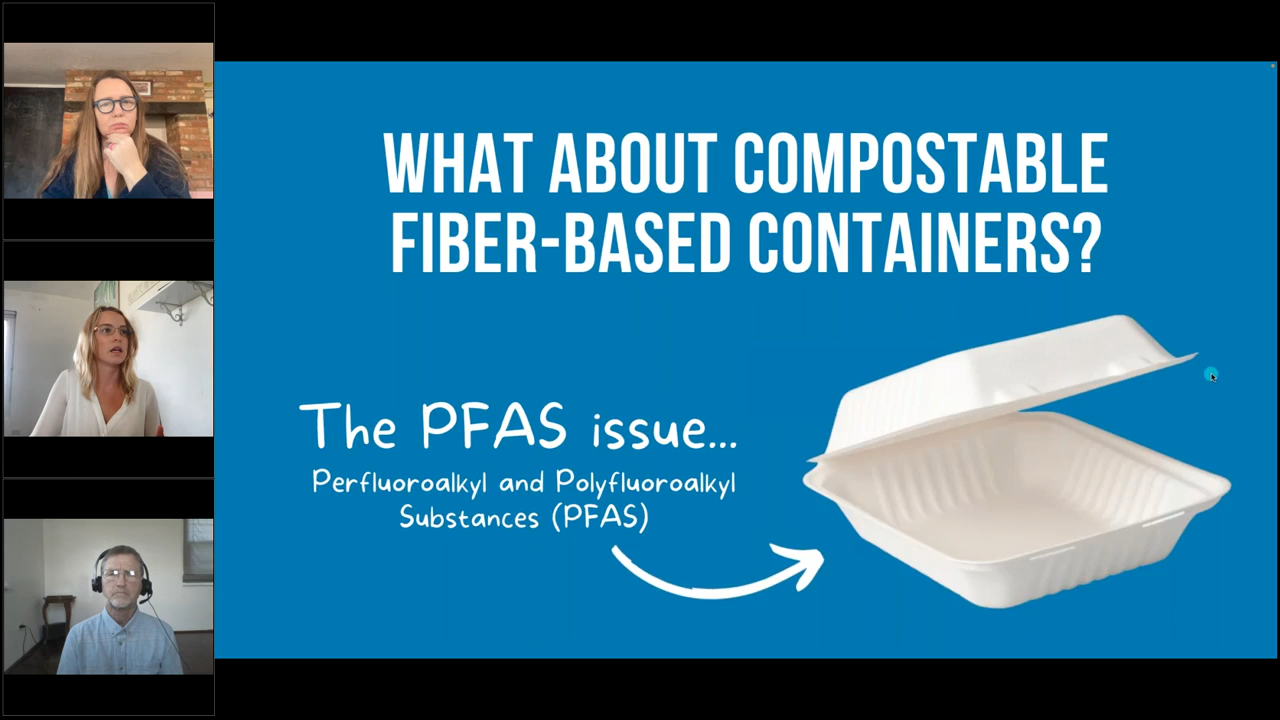 WHAT ABOUT COMPOSTABLE
FIBER-BASED CONTAINERS?
The PFAS issue...
Perfluoroalkyl and Polyfluoroalkyl
Substances (PFAS)